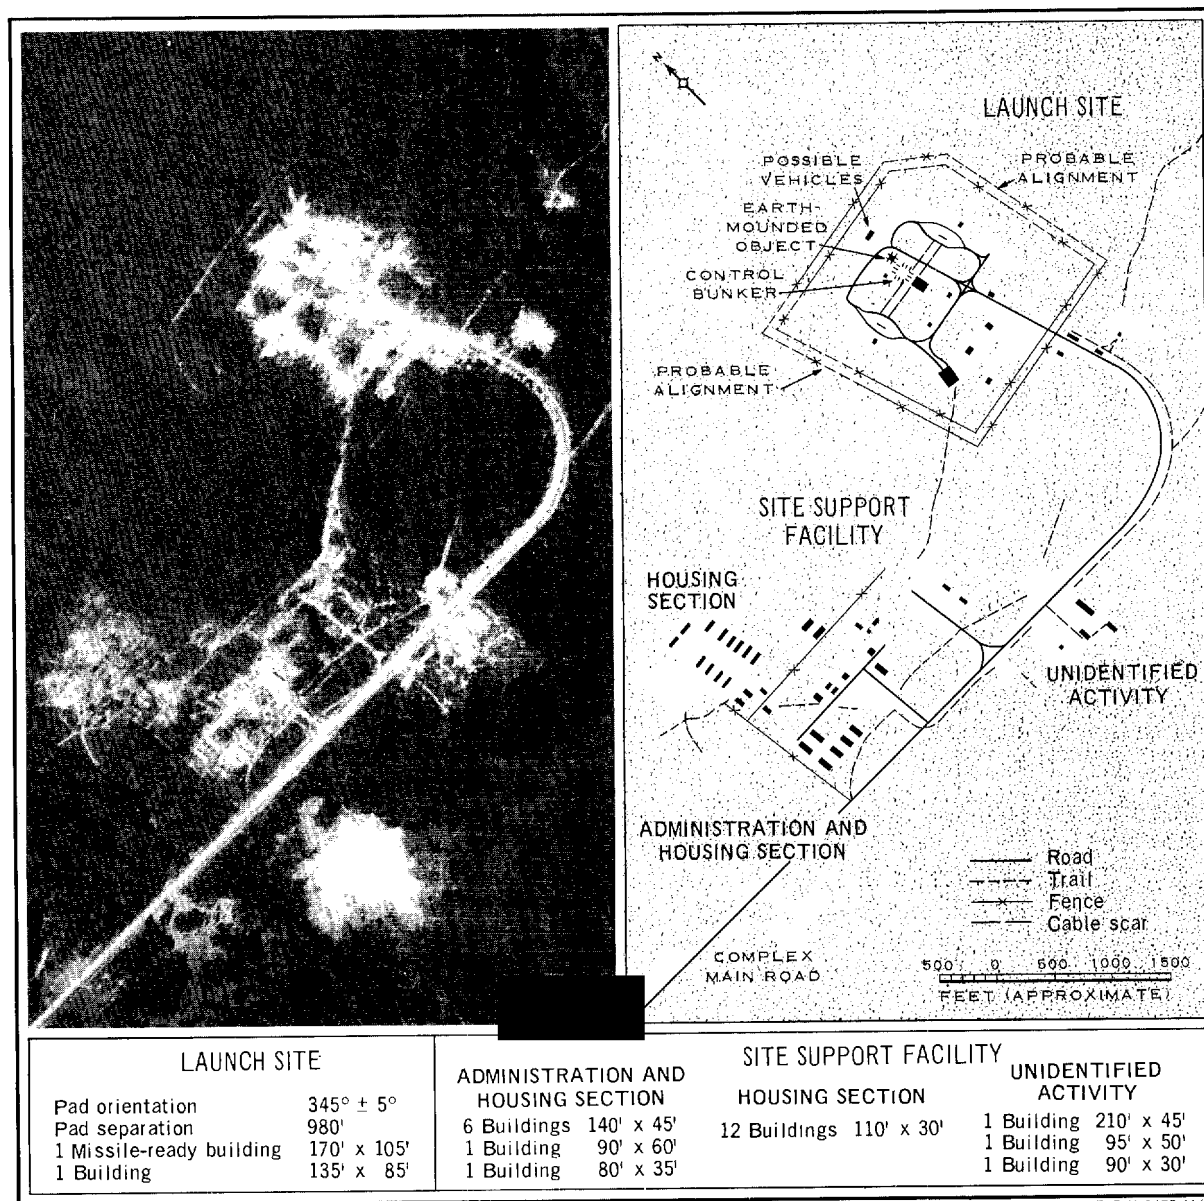 N
LAUNCH SITE
POSSIBLE
VEHICLES
PROBABLE
ALIGNMENT
EARTH-
MOUNDED
OBJECT
CONTROL
BUNKER
PROBABLE
ALIGNMENT
SITE SUPPORT
FACILITY
HOUSING
SECTION
UNIDENTIFIED
ACTIVITY
ADMINISTRATION AND
HOUSING SECTION
Road
Trail
Fence
Cable scar
COMPLEX
MAIN ROAD
500 0 500 1000 1500
FEET (APPROXIMATE)
LAUNCH SITE
Pad orientation 345° ± 5°
Pad separation 980'
1 Missile-ready building 170' x 105'
1 Building 135' x 85'
SITE SUPPORT FACILITY
ADMINISTRATION AND
HOUSING SECTION
6 Buildings 140' x 45'
1 Building 90' x 60'
1 Building 80' x 35'
HOUSING SECTION
12 Buildings 110' x 30'
UNIDENTIFIED
ACTIVITY
1 Building 210' x 45'
1 Building 95' x 50'
1 Building 90' x 30'